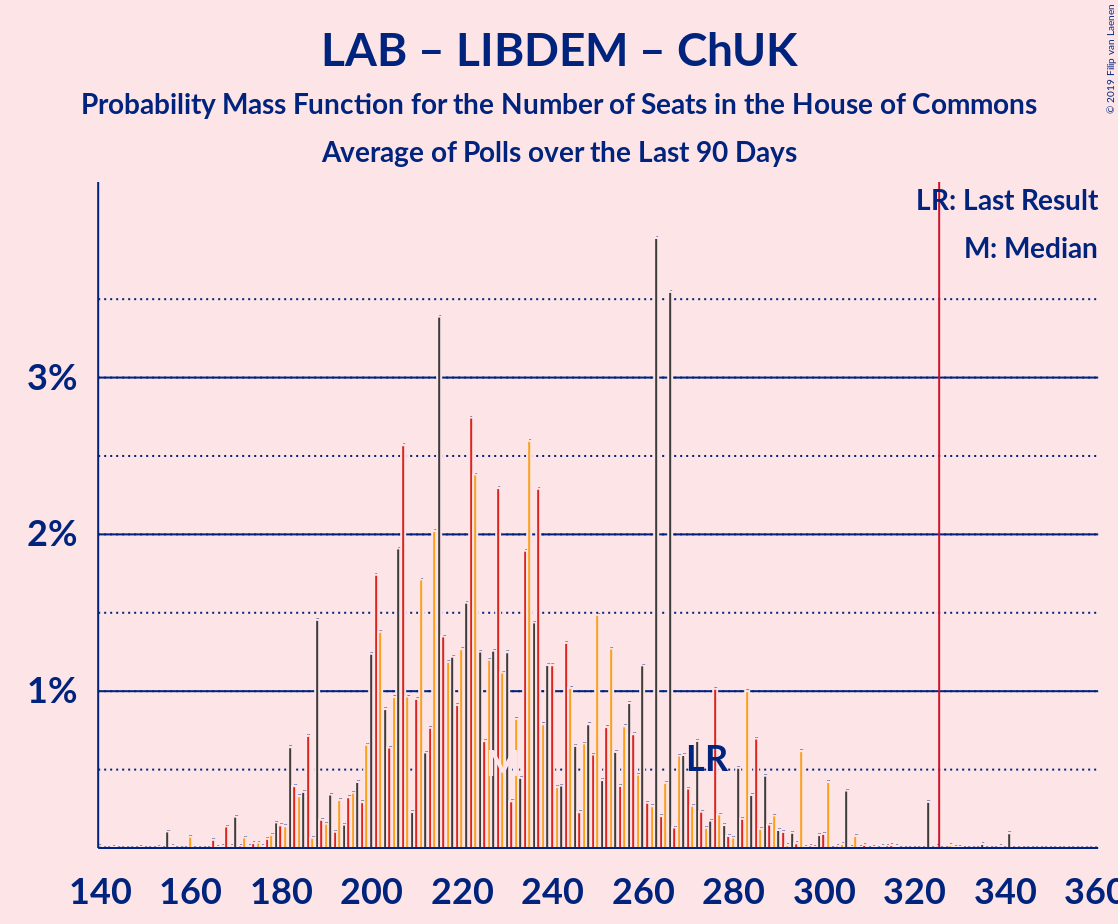 © 2019 Filip van Laenen
LAB – LIBDEM – ChUK
Probability Mass Function for the Number of Seats in the House of Commons
Average of Polls over the Last 90 Days
LR: Last Result
M: Median
3%
2%
1%
M
LR
140 160 180 200 220 240 260 280 300 320 340 360